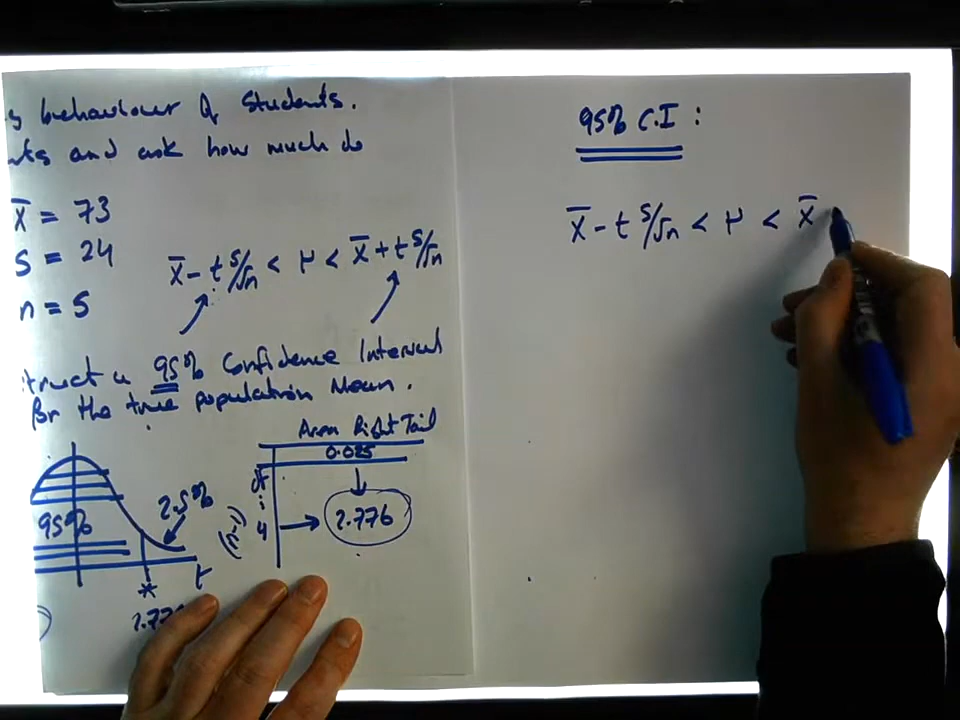 behaviour of Students.
and ask how much do
x̄ = 73
s = 24
n = 5
x̄ - t s/√n < μ < x̄ + t s/√n
a 95% Confidence Interval
for the true population Mean.
Area Right Tail
0.025
df
4
(n-1)
2.776
95%
2.5%
*
t
95% C.I :
x̄ - t s/√n < μ < x̄